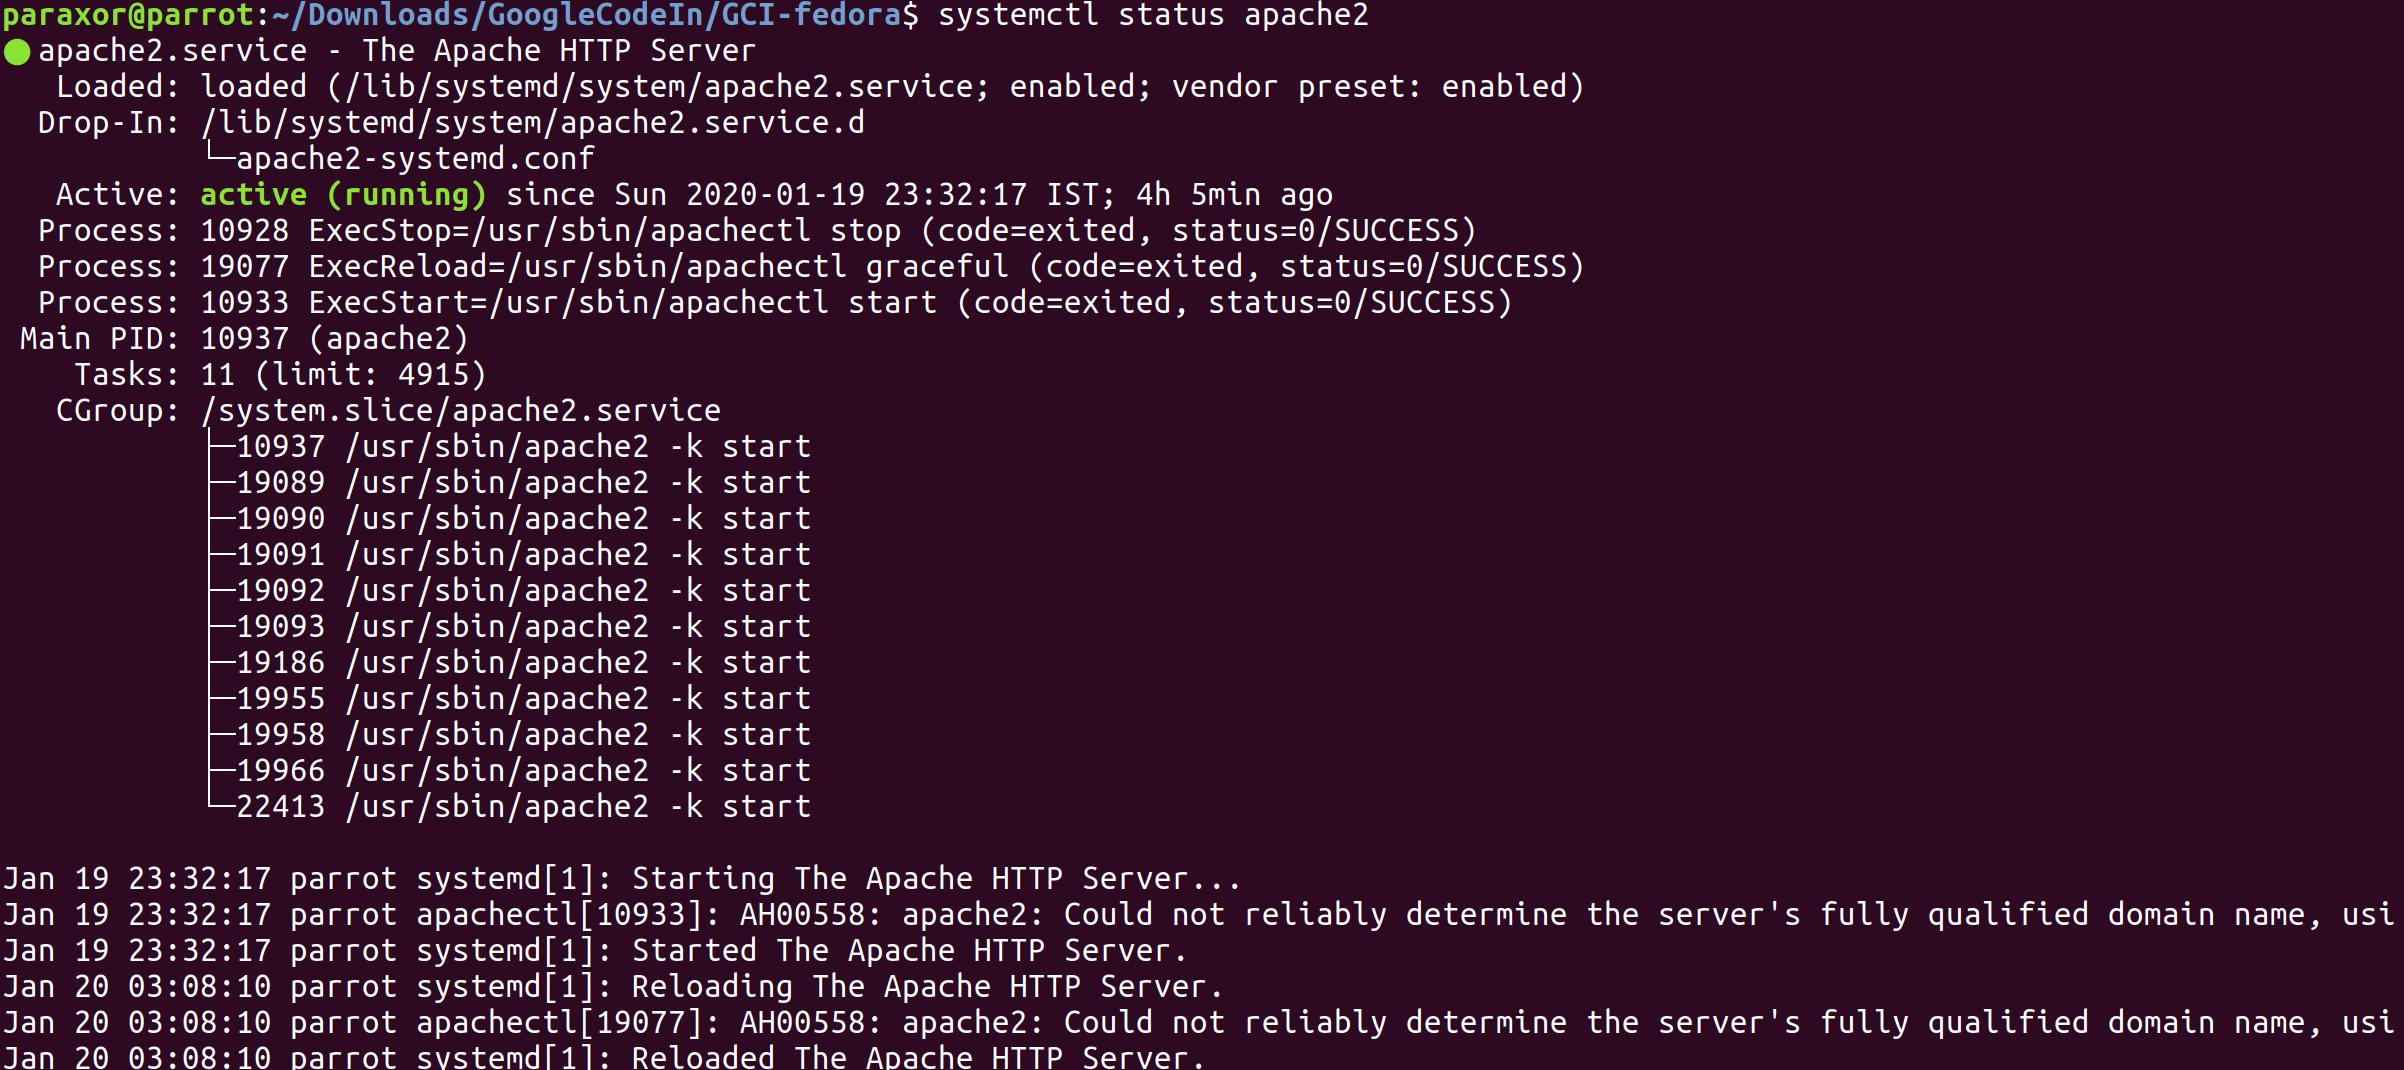 paraxor@parrot:~/Downloads/GoogleCodeIn/GCI-fedora$ systemctl status apache2
● apache2.service - The Apache HTTP Server
   Loaded: loaded (/lib/systemd/system/apache2.service; enabled; vendor preset: enabled)
  Drop-In: /lib/systemd/system/apache2.service.d
           └─apache2-systemd.conf
   Active: active (running) since Sun 2020-01-19 23:32:17 IST; 4h 5min ago
  Process: 10928 ExecStop=/usr/sbin/apachectl stop (code=exited, status=0/SUCCESS)
  Process: 19077 ExecReload=/usr/sbin/apachectl graceful (code=exited, status=0/SUCCESS)
  Process: 10933 ExecStart=/usr/sbin/apachectl start (code=exited, status=0/SUCCESS)
 Main PID: 10937 (apache2)
    Tasks: 11 (limit: 4915)
   CGroup: /system.slice/apache2.service
           ├─10937 /usr/sbin/apache2 -k start
           ├─19089 /usr/sbin/apache2 -k start
           ├─19090 /usr/sbin/apache2 -k start
           ├─19091 /usr/sbin/apache2 -k start
           ├─19092 /usr/sbin/apache2 -k start
           ├─19093 /usr/sbin/apache2 -k start
           ├─19186 /usr/sbin/apache2 -k start
           ├─19955 /usr/sbin/apache2 -k start
           ├─19958 /usr/sbin/apache2 -k start
           ├─19966 /usr/sbin/apache2 -k start
           └─22413 /usr/sbin/apache2 -k start

Jan 19 23:32:17 parrot systemd[1]: Starting The Apache HTTP Server...
Jan 19 23:32:17 parrot apachectl[10933]: AH00558: apache2: Could not reliably determine the server's fully qualified domain name, usi
Jan 19 23:32:17 parrot systemd[1]: Started The Apache HTTP Server.
Jan 20 03:08:10 parrot systemd[1]: Reloading The Apache HTTP Server.
Jan 20 03:08:10 parrot apachectl[19077]: AH00558: apache2: Could not reliably determine the server's fully qualified domain name, usi
Jan 20 03:08:10 parrot systemd[1]: Reloaded The Apache HTTP Server.